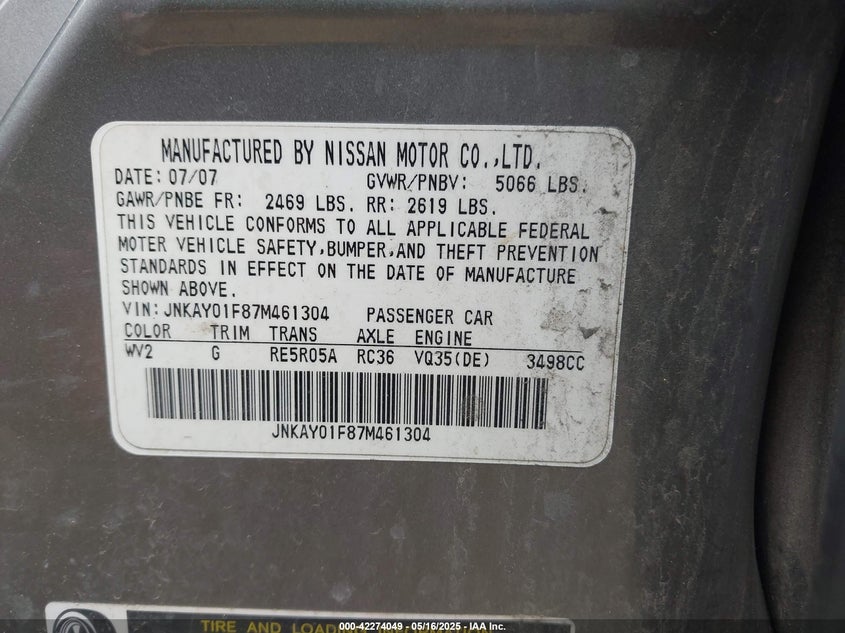 MANUFACTURED BY NISSAN MOTOR CO.,LTD.
DATE: 07/07 GVWR/PNBV: 5066 LBS.
GAWR/PNBE FR: 2469 LBS. RR: 2619 LBS.
THIS VEHICLE CONFORMS TO ALL APPLICABLE FEDERAL
MOTER VEHICLE SAFETY,BUMPER,AND THEFT PREVENTION
STANDARDS IN EFFECT ON THE DATE OF MANUFACTURE
SHOWN ABOVE.
VIN: JNKAY01F87M461304 PASSENGER CAR
COLOR TRIM TRANS AXLE ENGINE
WV2 G RE5R05A RC36 VQ35(DE) 3498CC
JNKAY01F87M461304
TIRE AND LOADING
000-42274049 - 05/16/2025 - IAA Inc.